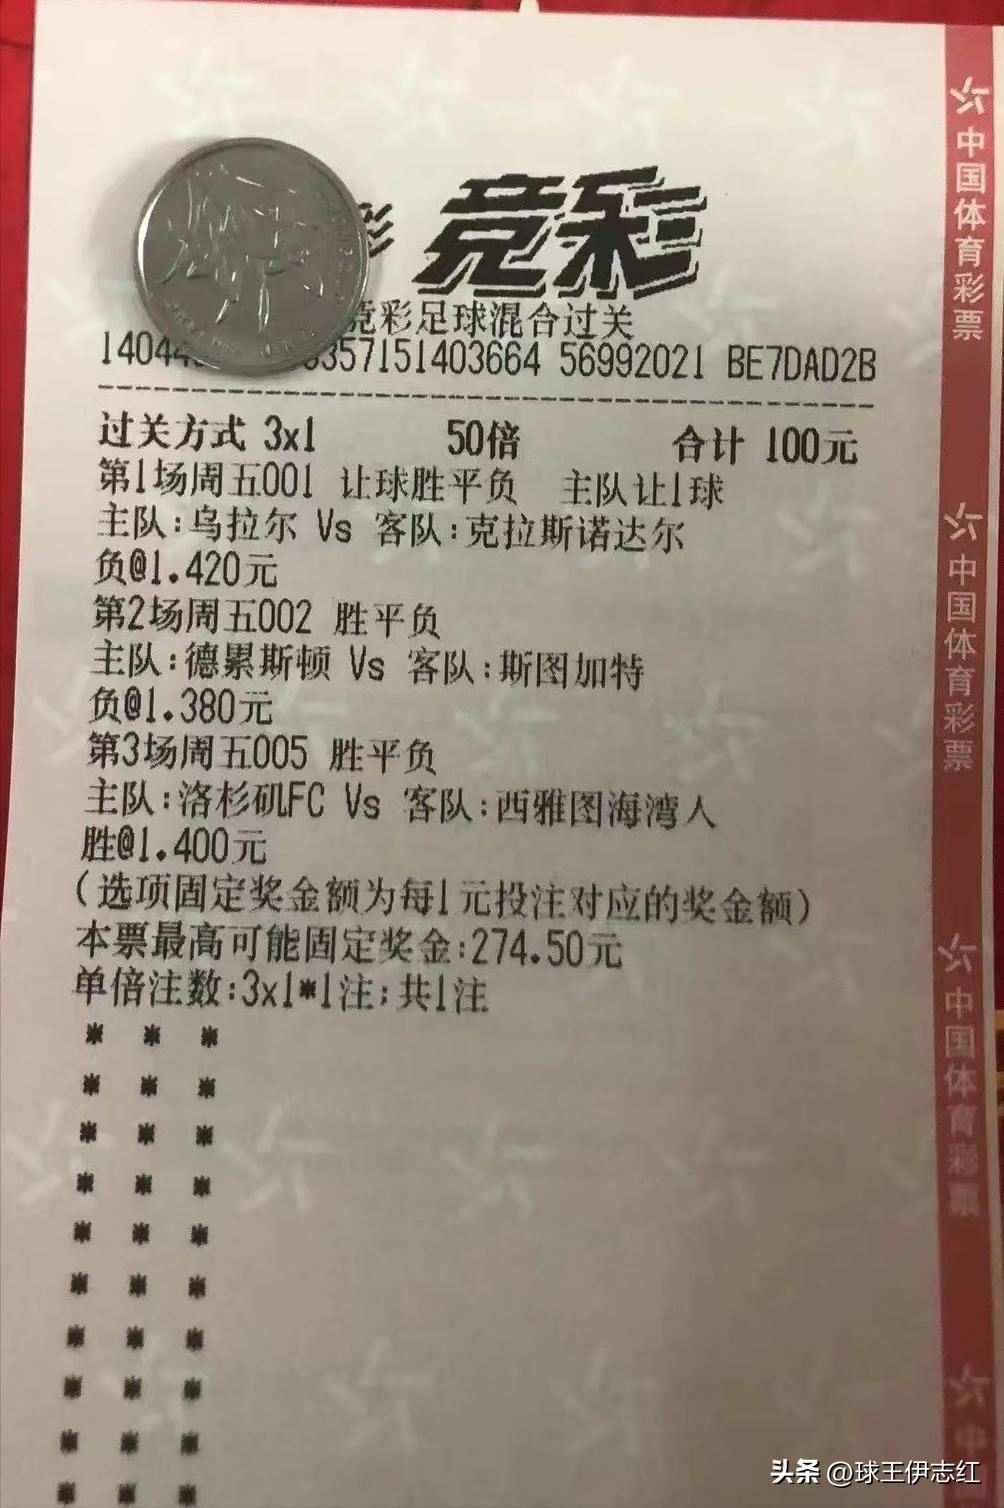 彩 竞彩
竞彩足球混合过关
14044 357151403664 56992021 BE7DAD2B
过关方式 3x1 50倍 合计 100元
第1场周五001 让球胜平负 主队让1球
主队:乌拉尔 Vs 客队:克拉斯诺达尔
负@1.420元
第2场周五002 胜平负
主队:德累斯顿 Vs 客队:斯图加特
负@1.380元
第3场周五005 胜平负
主队:洛杉矶FC Vs 客队:西雅图海湾人
胜@1.400元
(选项固定奖金额为每1元投注对应的奖金额)
本票最高可能固定奖金:274.50元
单倍注数:3x1*1注;共1注
中国体育彩票
中国体育彩票
中国体育彩票
中国
头条 @球王伊志红